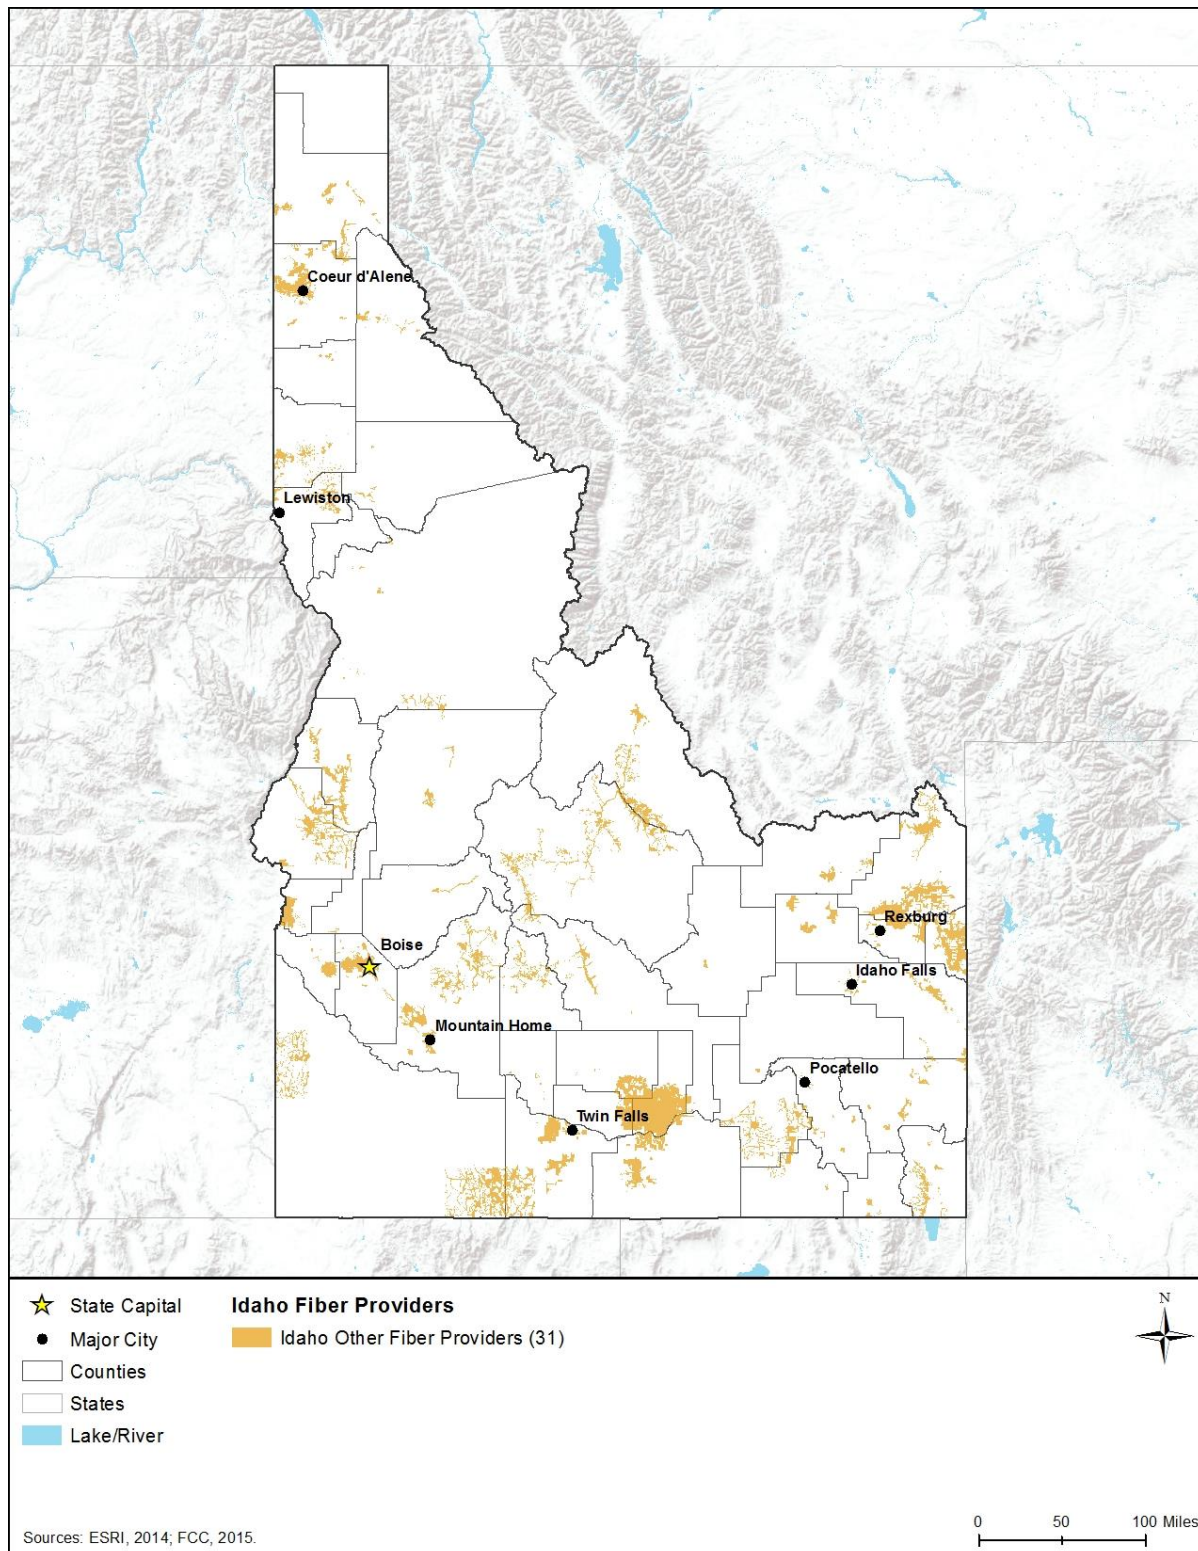 Coeur d'Alene
Lewiston
Boise
Rexburg
Idaho Falls
Mountain Home
Pocatello
Twin Falls
State Capital
Major City
Counties
States
Lake/River
Idaho Fiber Providers
Idaho Other Fiber Providers (31)
N
Sources: ESRI, 2014; FCC, 2015.
0 50 100 Miles